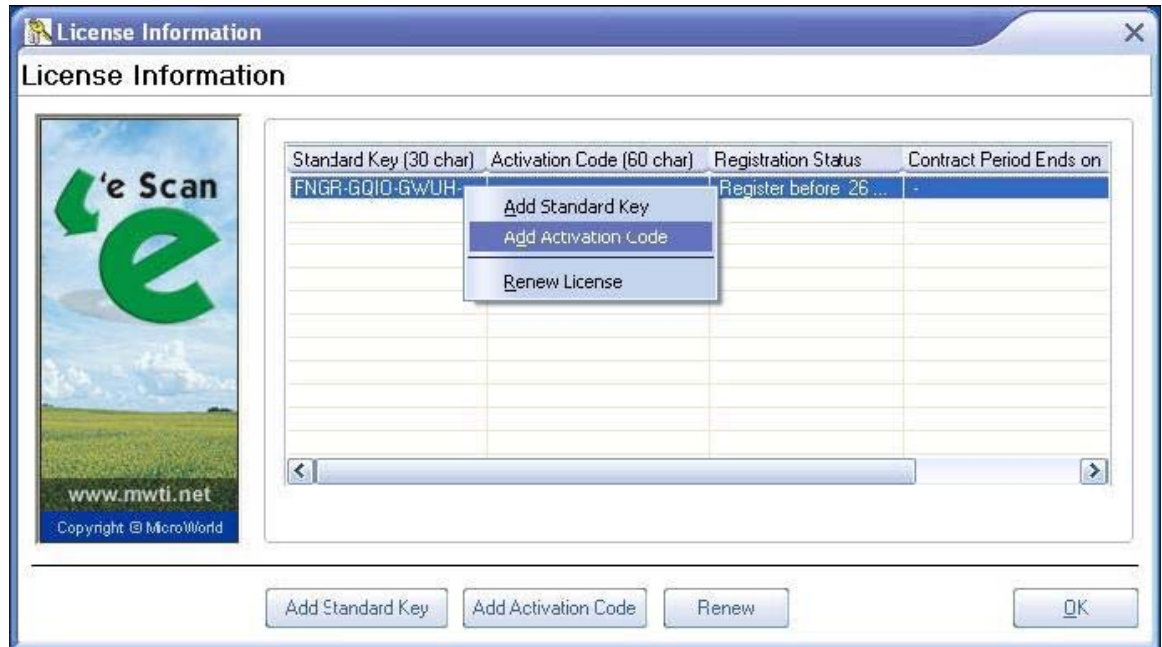 License Information
License Information
Standard Key (30 char) Activation Code (60 char) Registration Status Contract Period Ends on
FNGR-GQIO-GWUH- Register before 26 ... -
Add Standard Key
Add Activation Code
Renew License
'e Scan
e
www.mwti.net
Copyright © MicroWorld
Add Standard Key Add Activation Code Renew OK